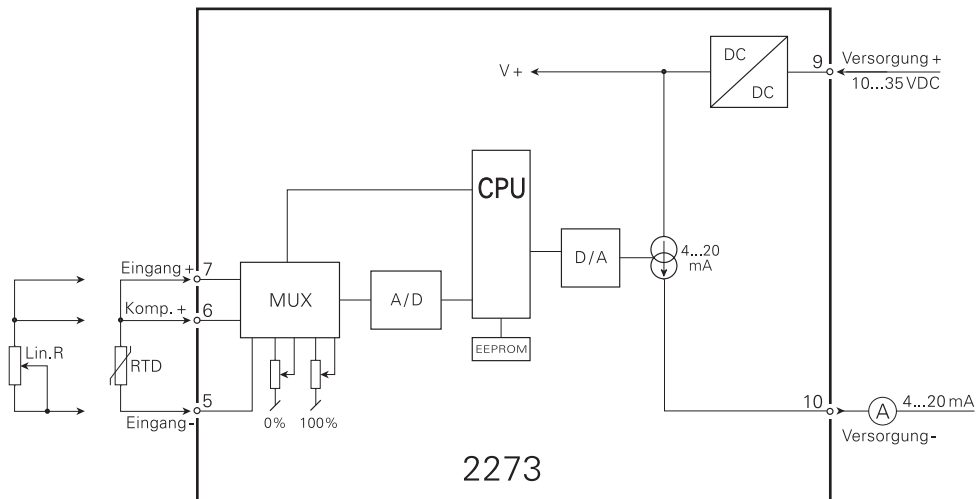 DC
DC
V+
9
Versorgung +
10...35 VDC
CPU
4...20
mA
D/A
Eingang +
7
MUX
A/D
Komp. +
6
EEPROM
Lin.R
RTD
5
Eingang-
0%
100%
10
A
4...20 mA
Versorgung-
2273